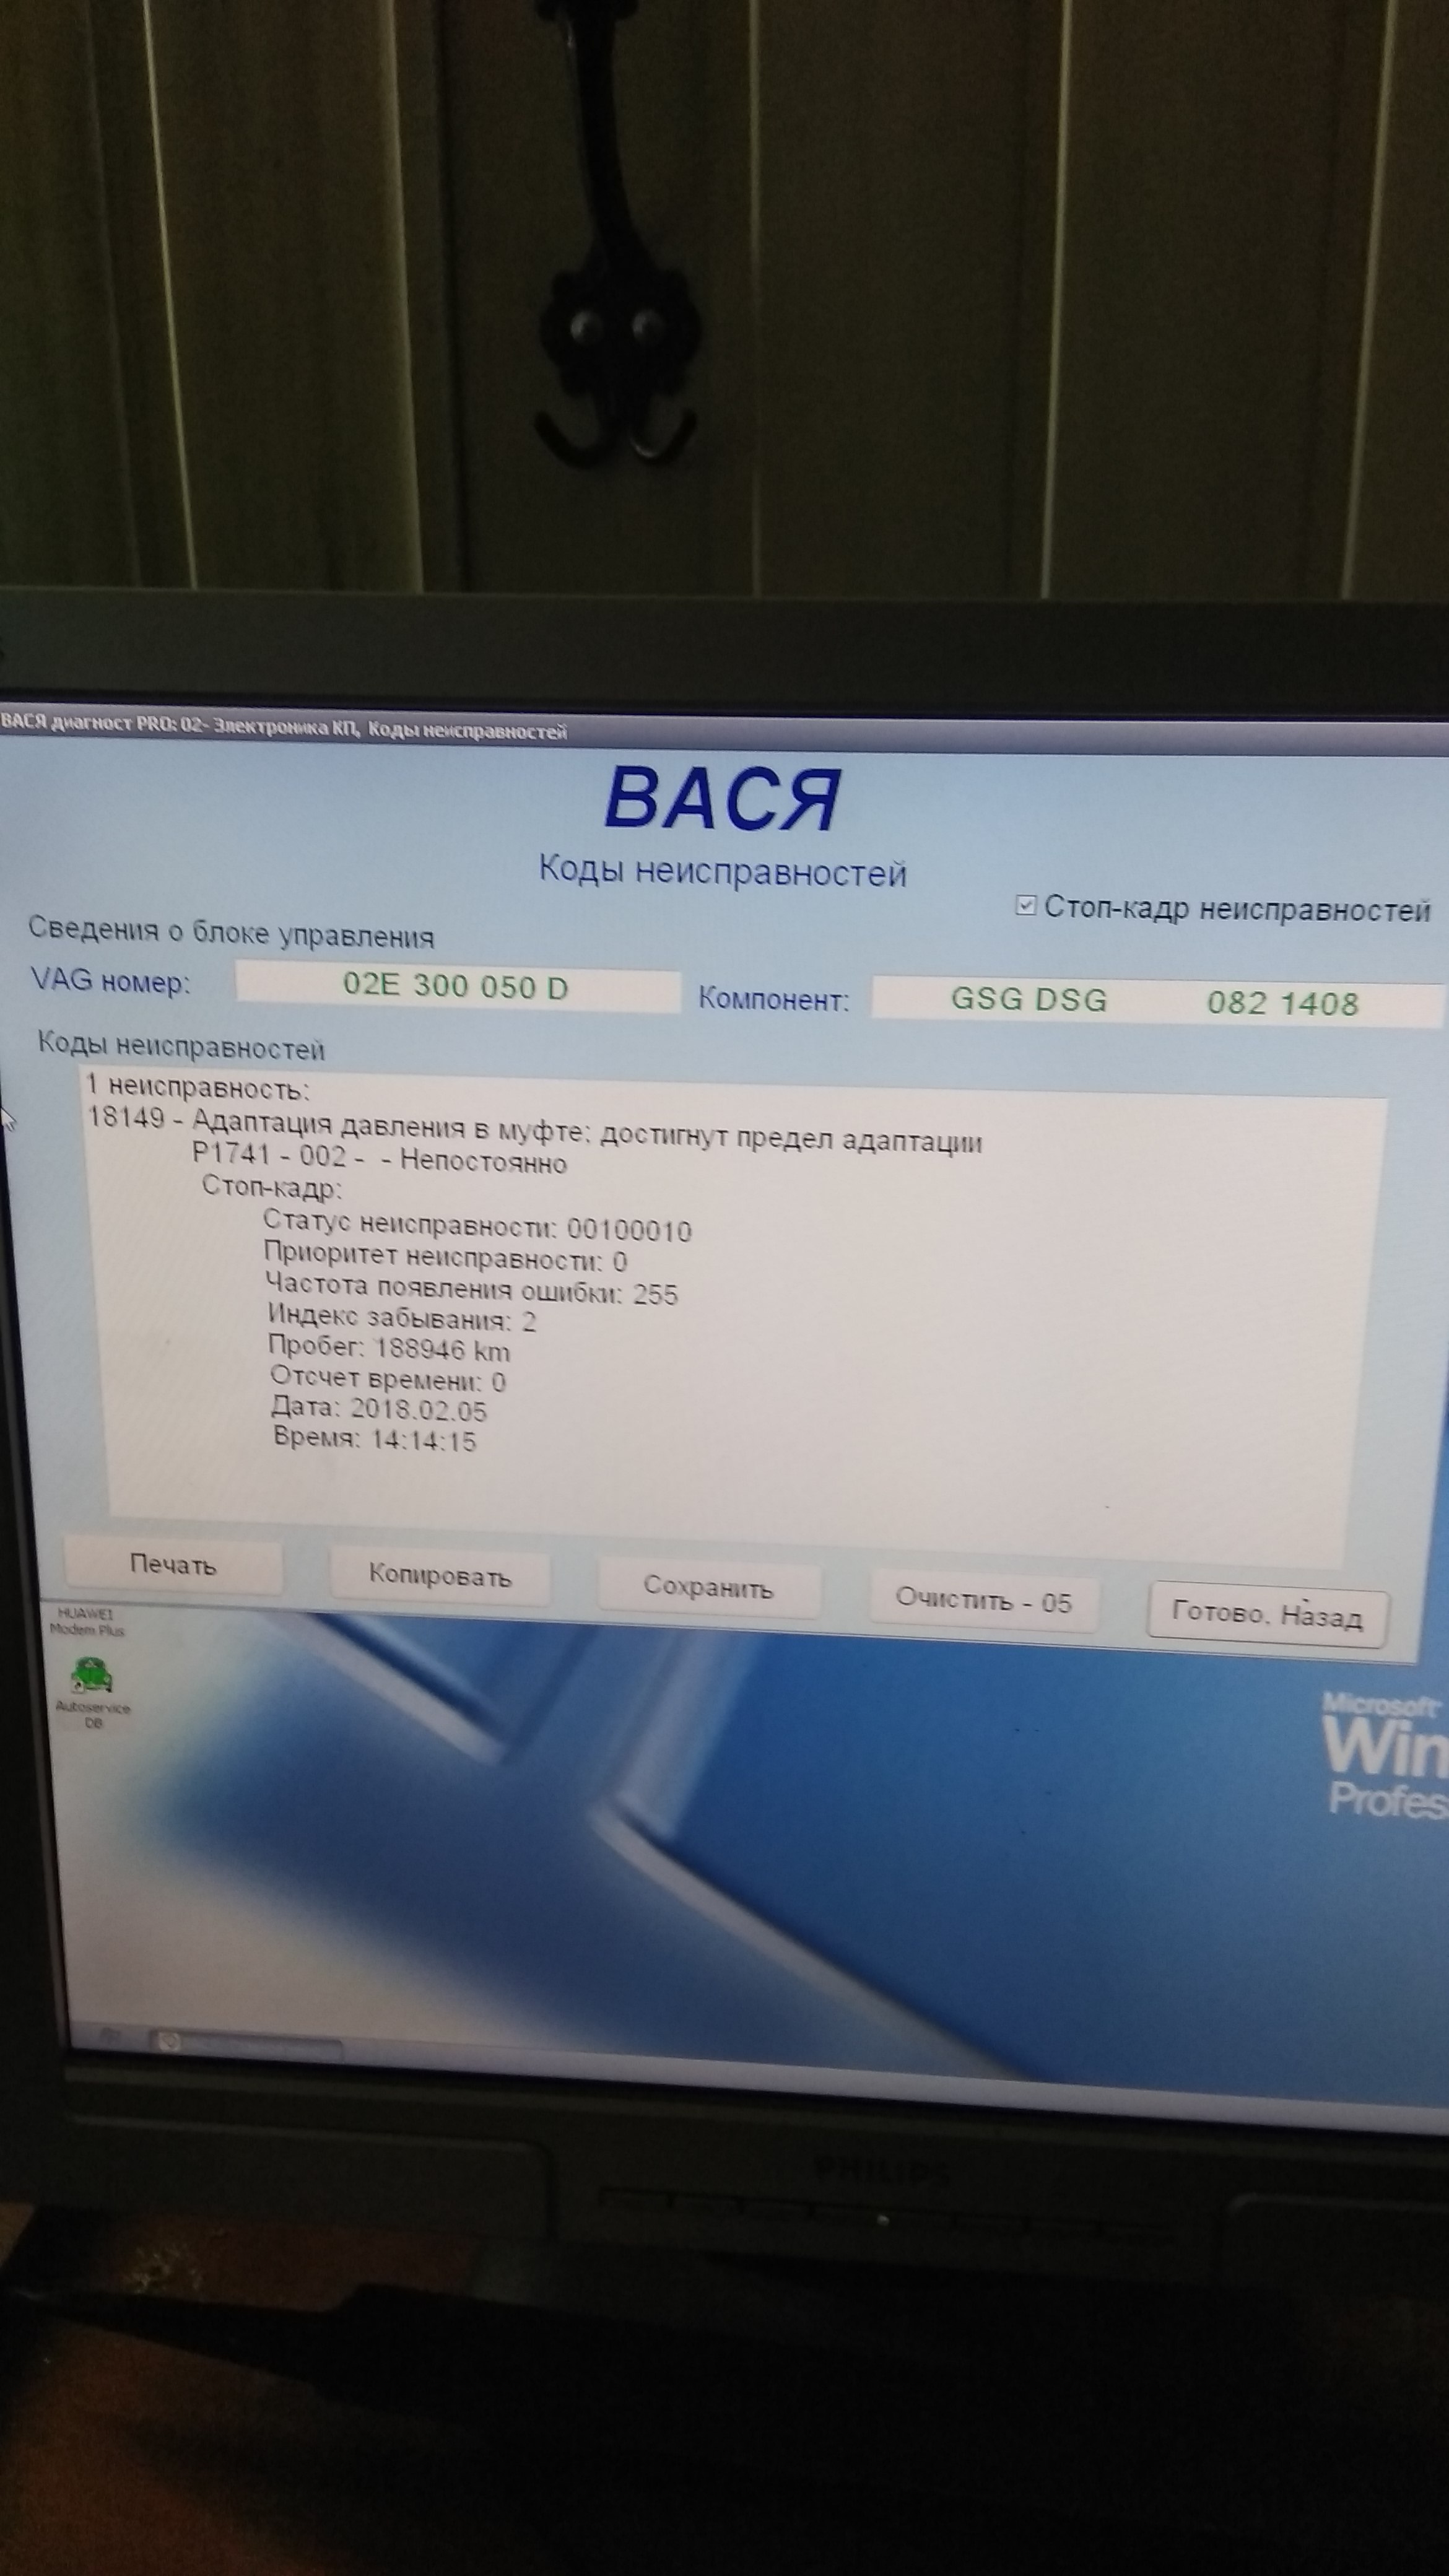 ВАСЯ диагност PRO: 02- Электроника КП, Коды неисправностей
ВАСЯ
Коды неисправностей
Стоп-кадр неисправностей
Сведения о блоке управления
VAG номер: 02E 300 050 D Компонент: GSG DSG 082 1408
Коды неисправностей
1 неисправность:
18149 - Адаптация давления в муфте: достигнут предел адаптации
P1741 - 002 - - Непостоянно
Стоп-кадр:
Статус неисправности: 00100010
Приоритет неисправности: 0
Частота появления ошибки: 255
Индекс забывания: 2
Пробег: 188946 km
Отсчет времени: 0
Дата: 2018.02.05
Время: 14:14:15
Печать Копировать Сохранить Очистить - 05 Готово. Назад
HUAWEI
Modem Plus
Autoservice
DB
Microsoft
Win
Profes
PHILIPS